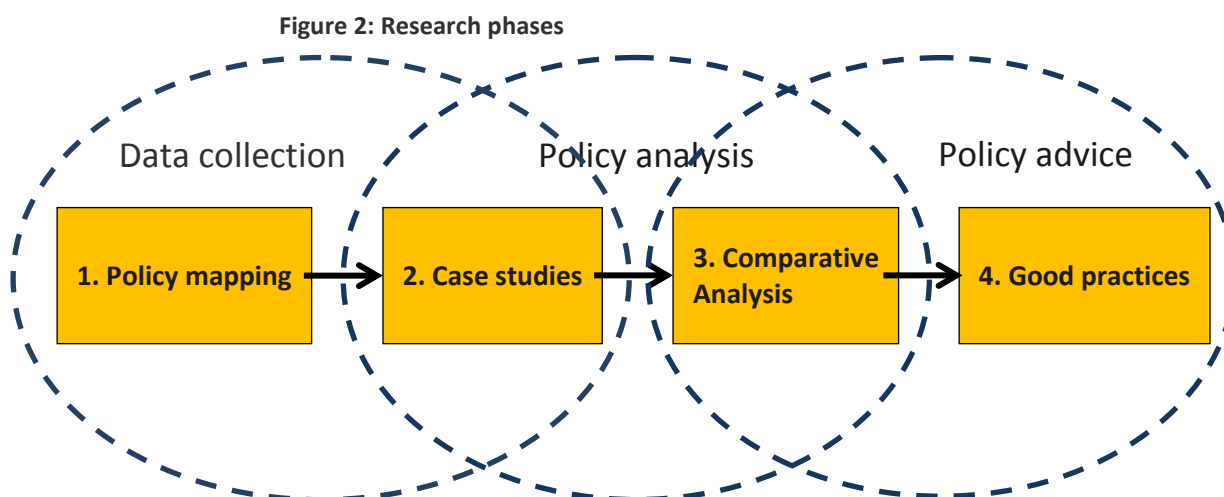 Figure 2: Research phases
Data collection
Policy analysis
Policy advice
1. Policy mapping
2. Case studies
3. Comparative
Analysis
4. Good practices